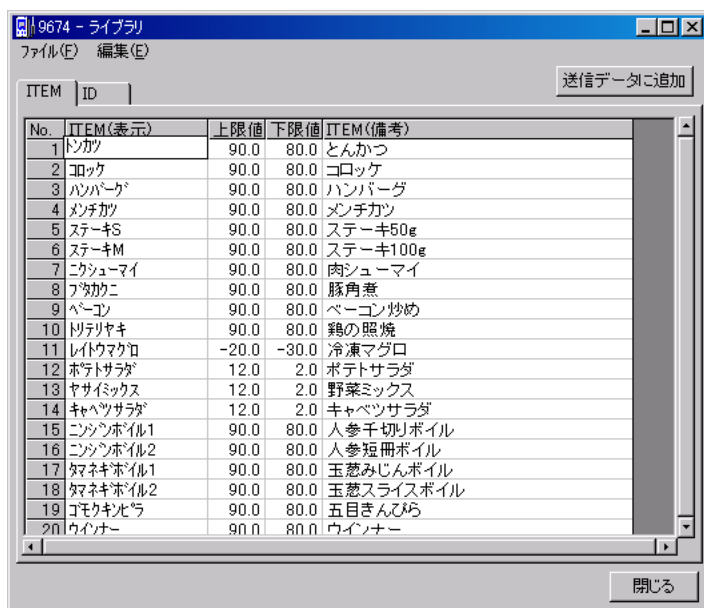 9674 - ライブラリ
ファイル(F) 編集(E)
送信データに追加
ITEM ID
No. ITEM(表示) 上限値 下限値 ITEM(備考)
1 トンカツ 90.0 80.0 とんかつ
2 コロッケ 90.0 80.0 コロッケ
3 ハンバーグ 90.0 80.0 ハンバーグ
4 メンチカツ 90.0 80.0 メンチカツ
5 ステーキS 90.0 80.0 ステーキ50g
6 ステーキM 90.0 80.0 ステーキ100g
7 ニクシューマイ 90.0 80.0 肉シューマイ
8 ブタカクニ 90.0 80.0 豚角煮
9 ベーコン 90.0 80.0 ベーコン炒め
10 トリテリヤキ 90.0 80.0 鶏の照焼
11 レイトウマグロ -20.0 -30.0 冷凍マグロ
12 ポテトサラダ 12.0 2.0 ポテトサラダ
13 ヤサイミックス 12.0 2.0 野菜ミックス
14 キャベツサラダ 12.0 2.0 キャベツサラダ
15 ニンジンボイル1 90.0 80.0 人参千切りボイル
16 ニンジンボイル2 90.0 80.0 人参短冊ボイル
17 タマネギボイル1 90.0 80.0 玉葱みじんボイル
18 タマネギボイル2 90.0 80.0 玉葱スライスボイル
19 ゴモクキンピラ 90.0 80.0 五目きんぴら
20 ウインナー 90.0 80.0 ウインナー
閉じる